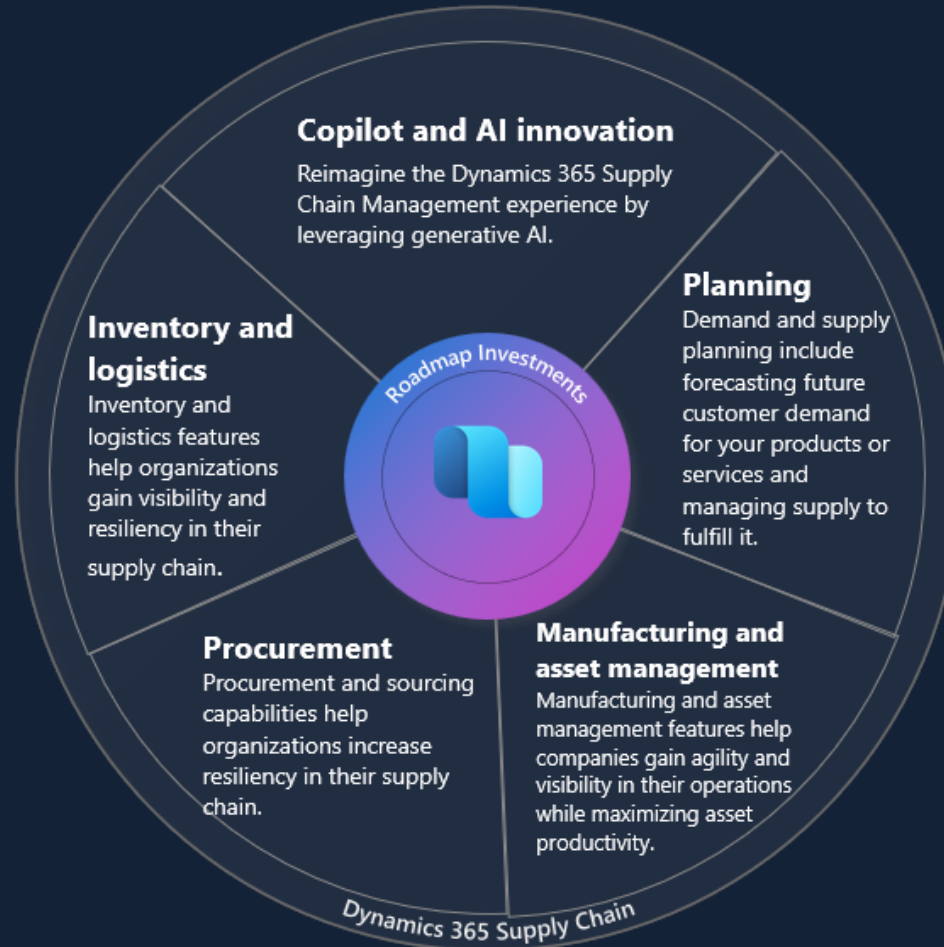 Copilot and AI innovation
Reimagine the Dynamics 365 Supply
Chain Management experience by
leveraging generative AI.
Planning
Demand and supply
planning include
forecasting future
customer demand
for your products or
services and
managing supply to
fulfill it.
Manufacturing and
asset management
Manufacturing and asset
management features help
companies gain agility and
visibility in their operations
while maximizing asset
productivity.
Procurement
Procurement and sourcing
capabilities help
organizations increase
resiliency in their supply
chain.
Inventory and
logistics
Inventory and
logistics features
help organizations
gain visibility and
resiliency in their
supply chain.
Roadmap Investments
Dynamics 365 Supply Chain